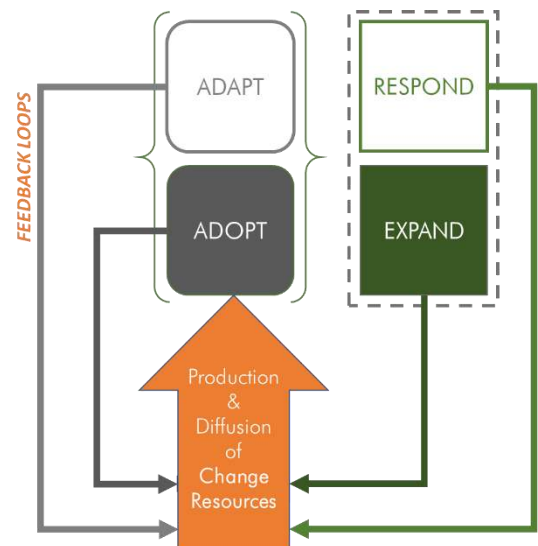 FEEDBACK LOOPS
ADAPT
RESPOND
ADOPT
EXPAND
Production
&
Diffusion
of
Change
Resources